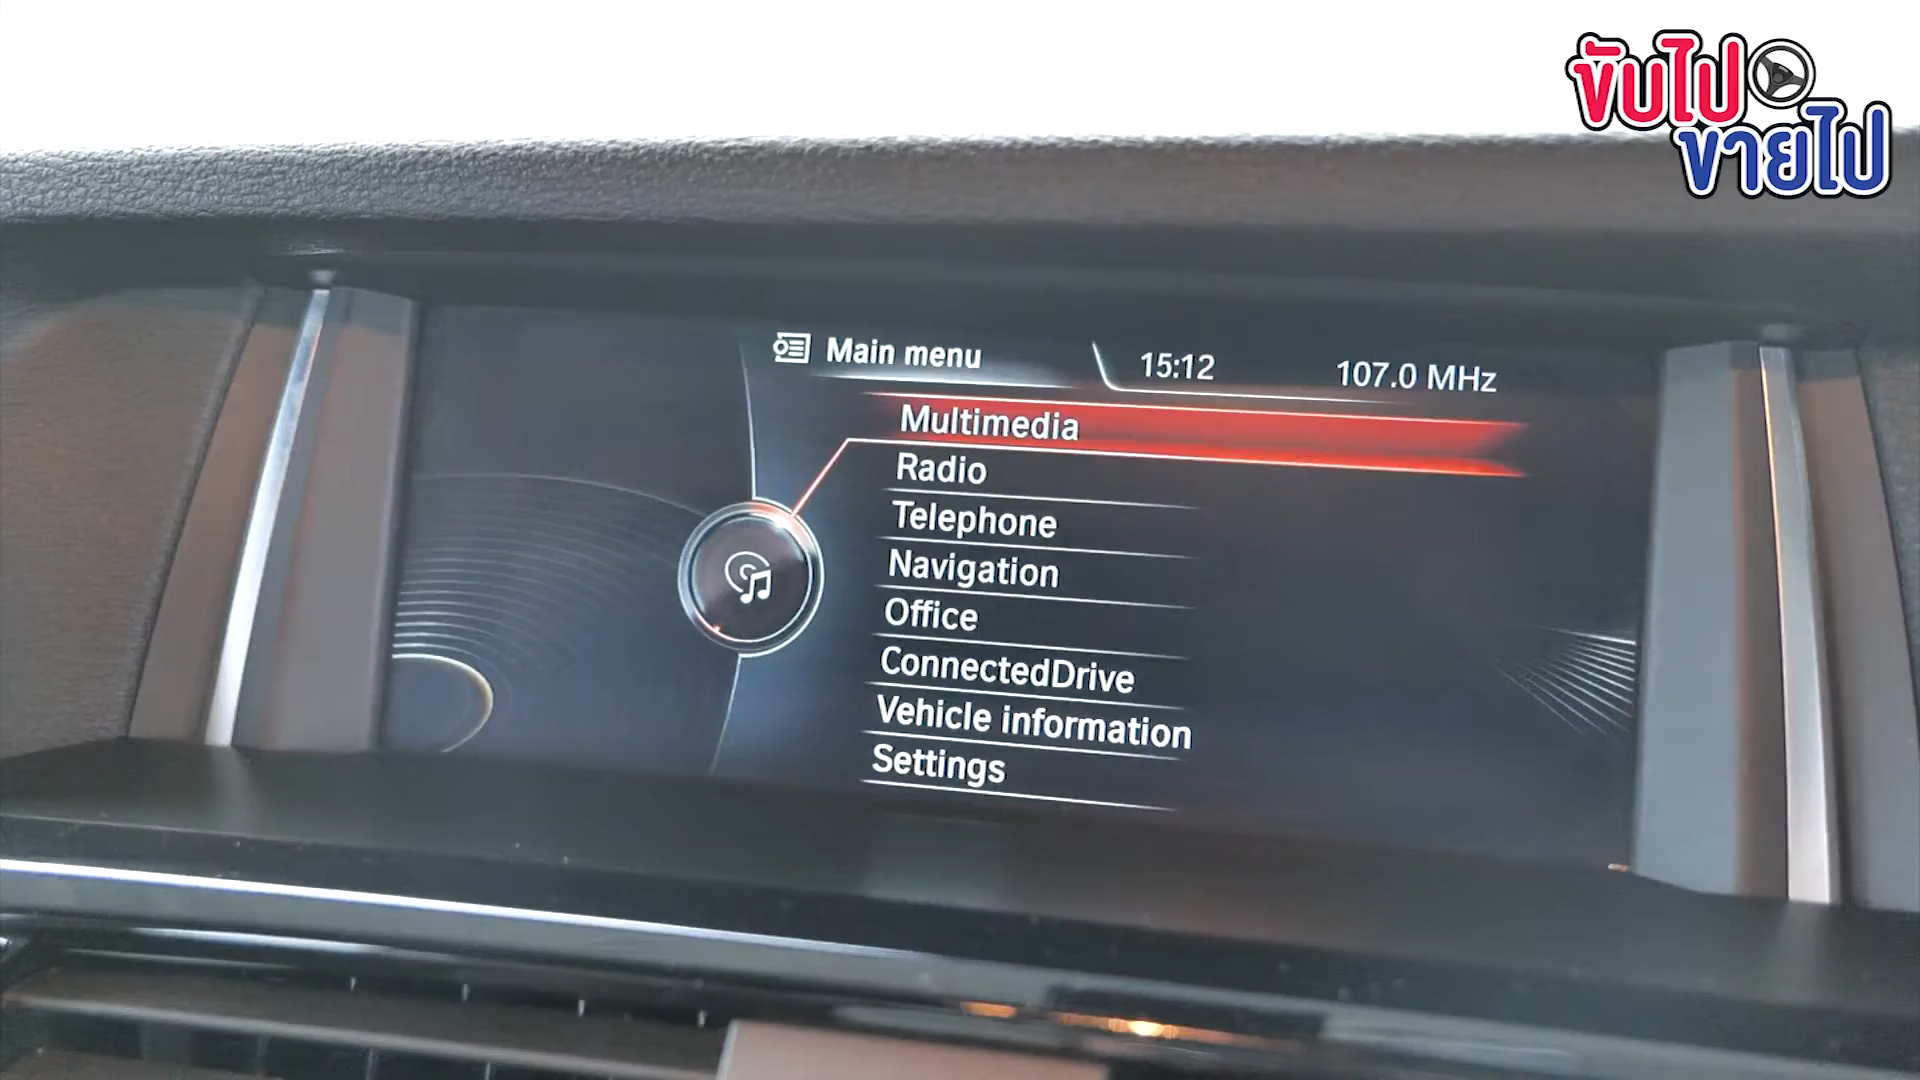 ขับไป
ขายไป
Main menu
15:12
107.0 MHz
Multimedia
Radio
Telephone
Navigation
Office
ConnectedDrive
Vehicle information
Settings